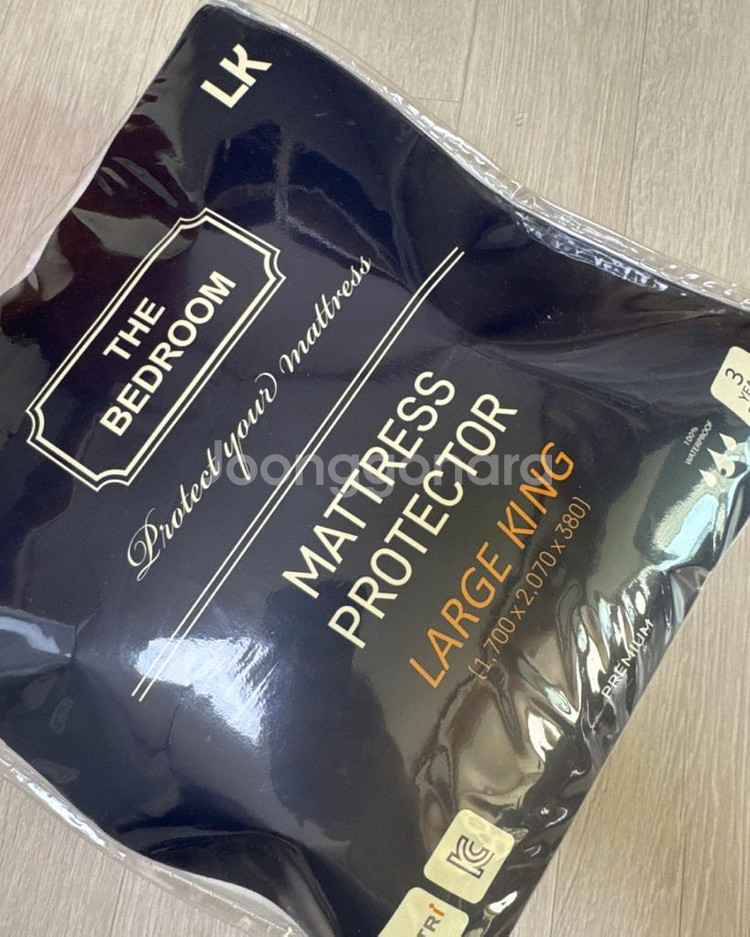 LK
THE
BEDROOM
Protect your mattress
MATTRESS
PROTECTOR
LARGE KING
(1,700 x 2,070 x 380)
3
100%
WATERPROOF
PREMIUM
Joonggonara